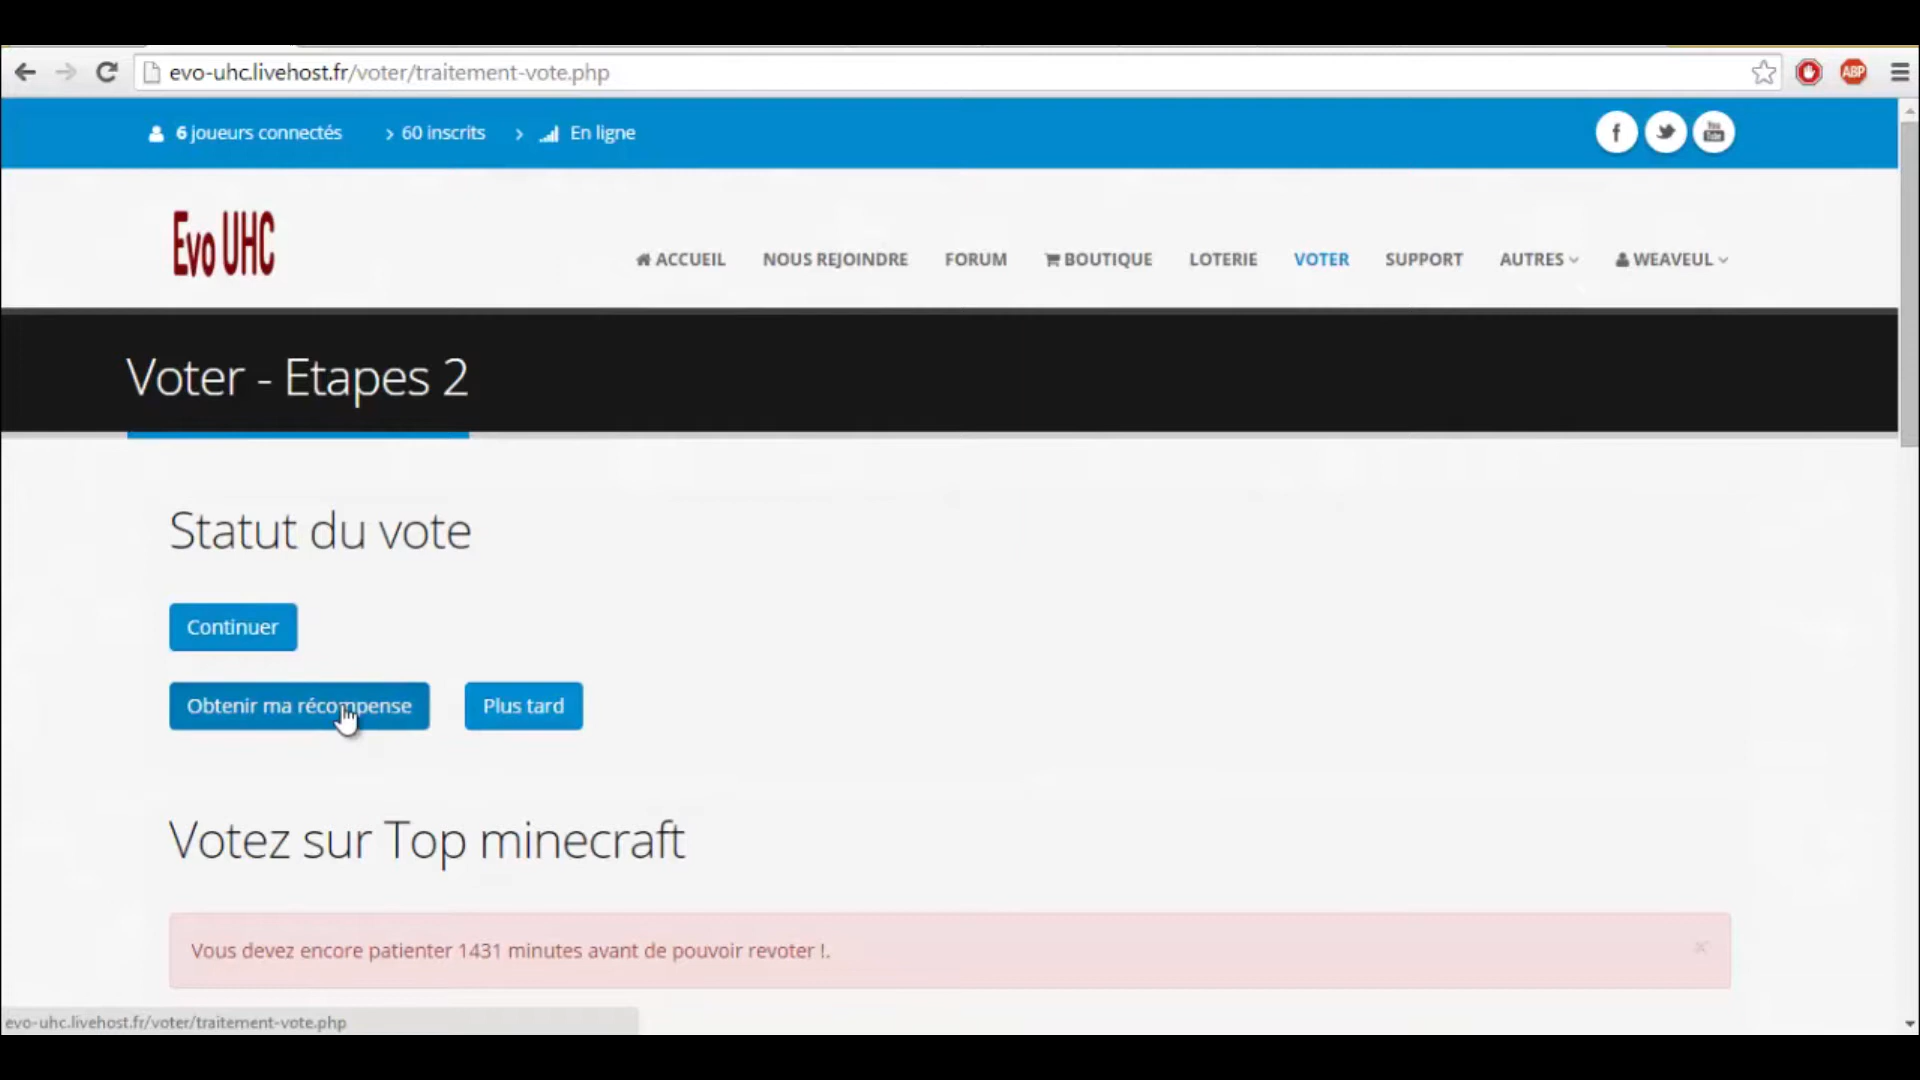 evo-uhc.livehost.fr/voter/traitement-vote.php
ABP
6 joueurs connectés > 60 inscrits > En ligne
f You Tube
Evo UHC
ACCUEIL NOUS REJOINDRE FORUM BOUTIQUE LOTERIE VOTER SUPPORT AUTRES WEAVEUL
Voter - Etapes 2
Statut du vote
Continuer
Obtenir ma récompense Plus tard
Votez sur Top minecraft
Vous devez encore patienter 1431 minutes avant de pouvoir revoter !. ×
evo-uhc.livehost.fr/voter/traitement-vote.php